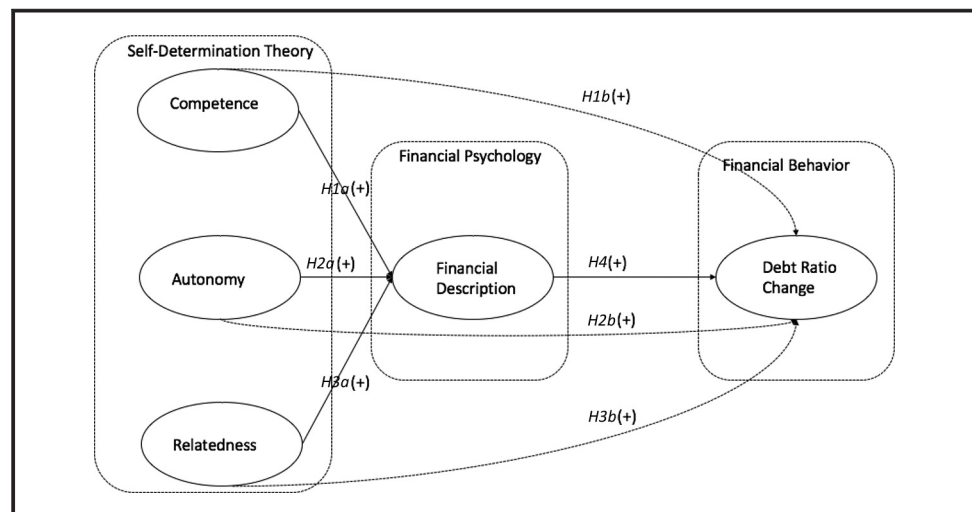 Self-Determination Theory
Competence
H1b(+)
Financial Psychology
Financial Behavior
H1a(+)
H2a(+)
Autonomy
Financial
Description
H4(+)
Debt Ratio
Change
H2b(+)
H3a(+)
H3b(+)
Relatedness